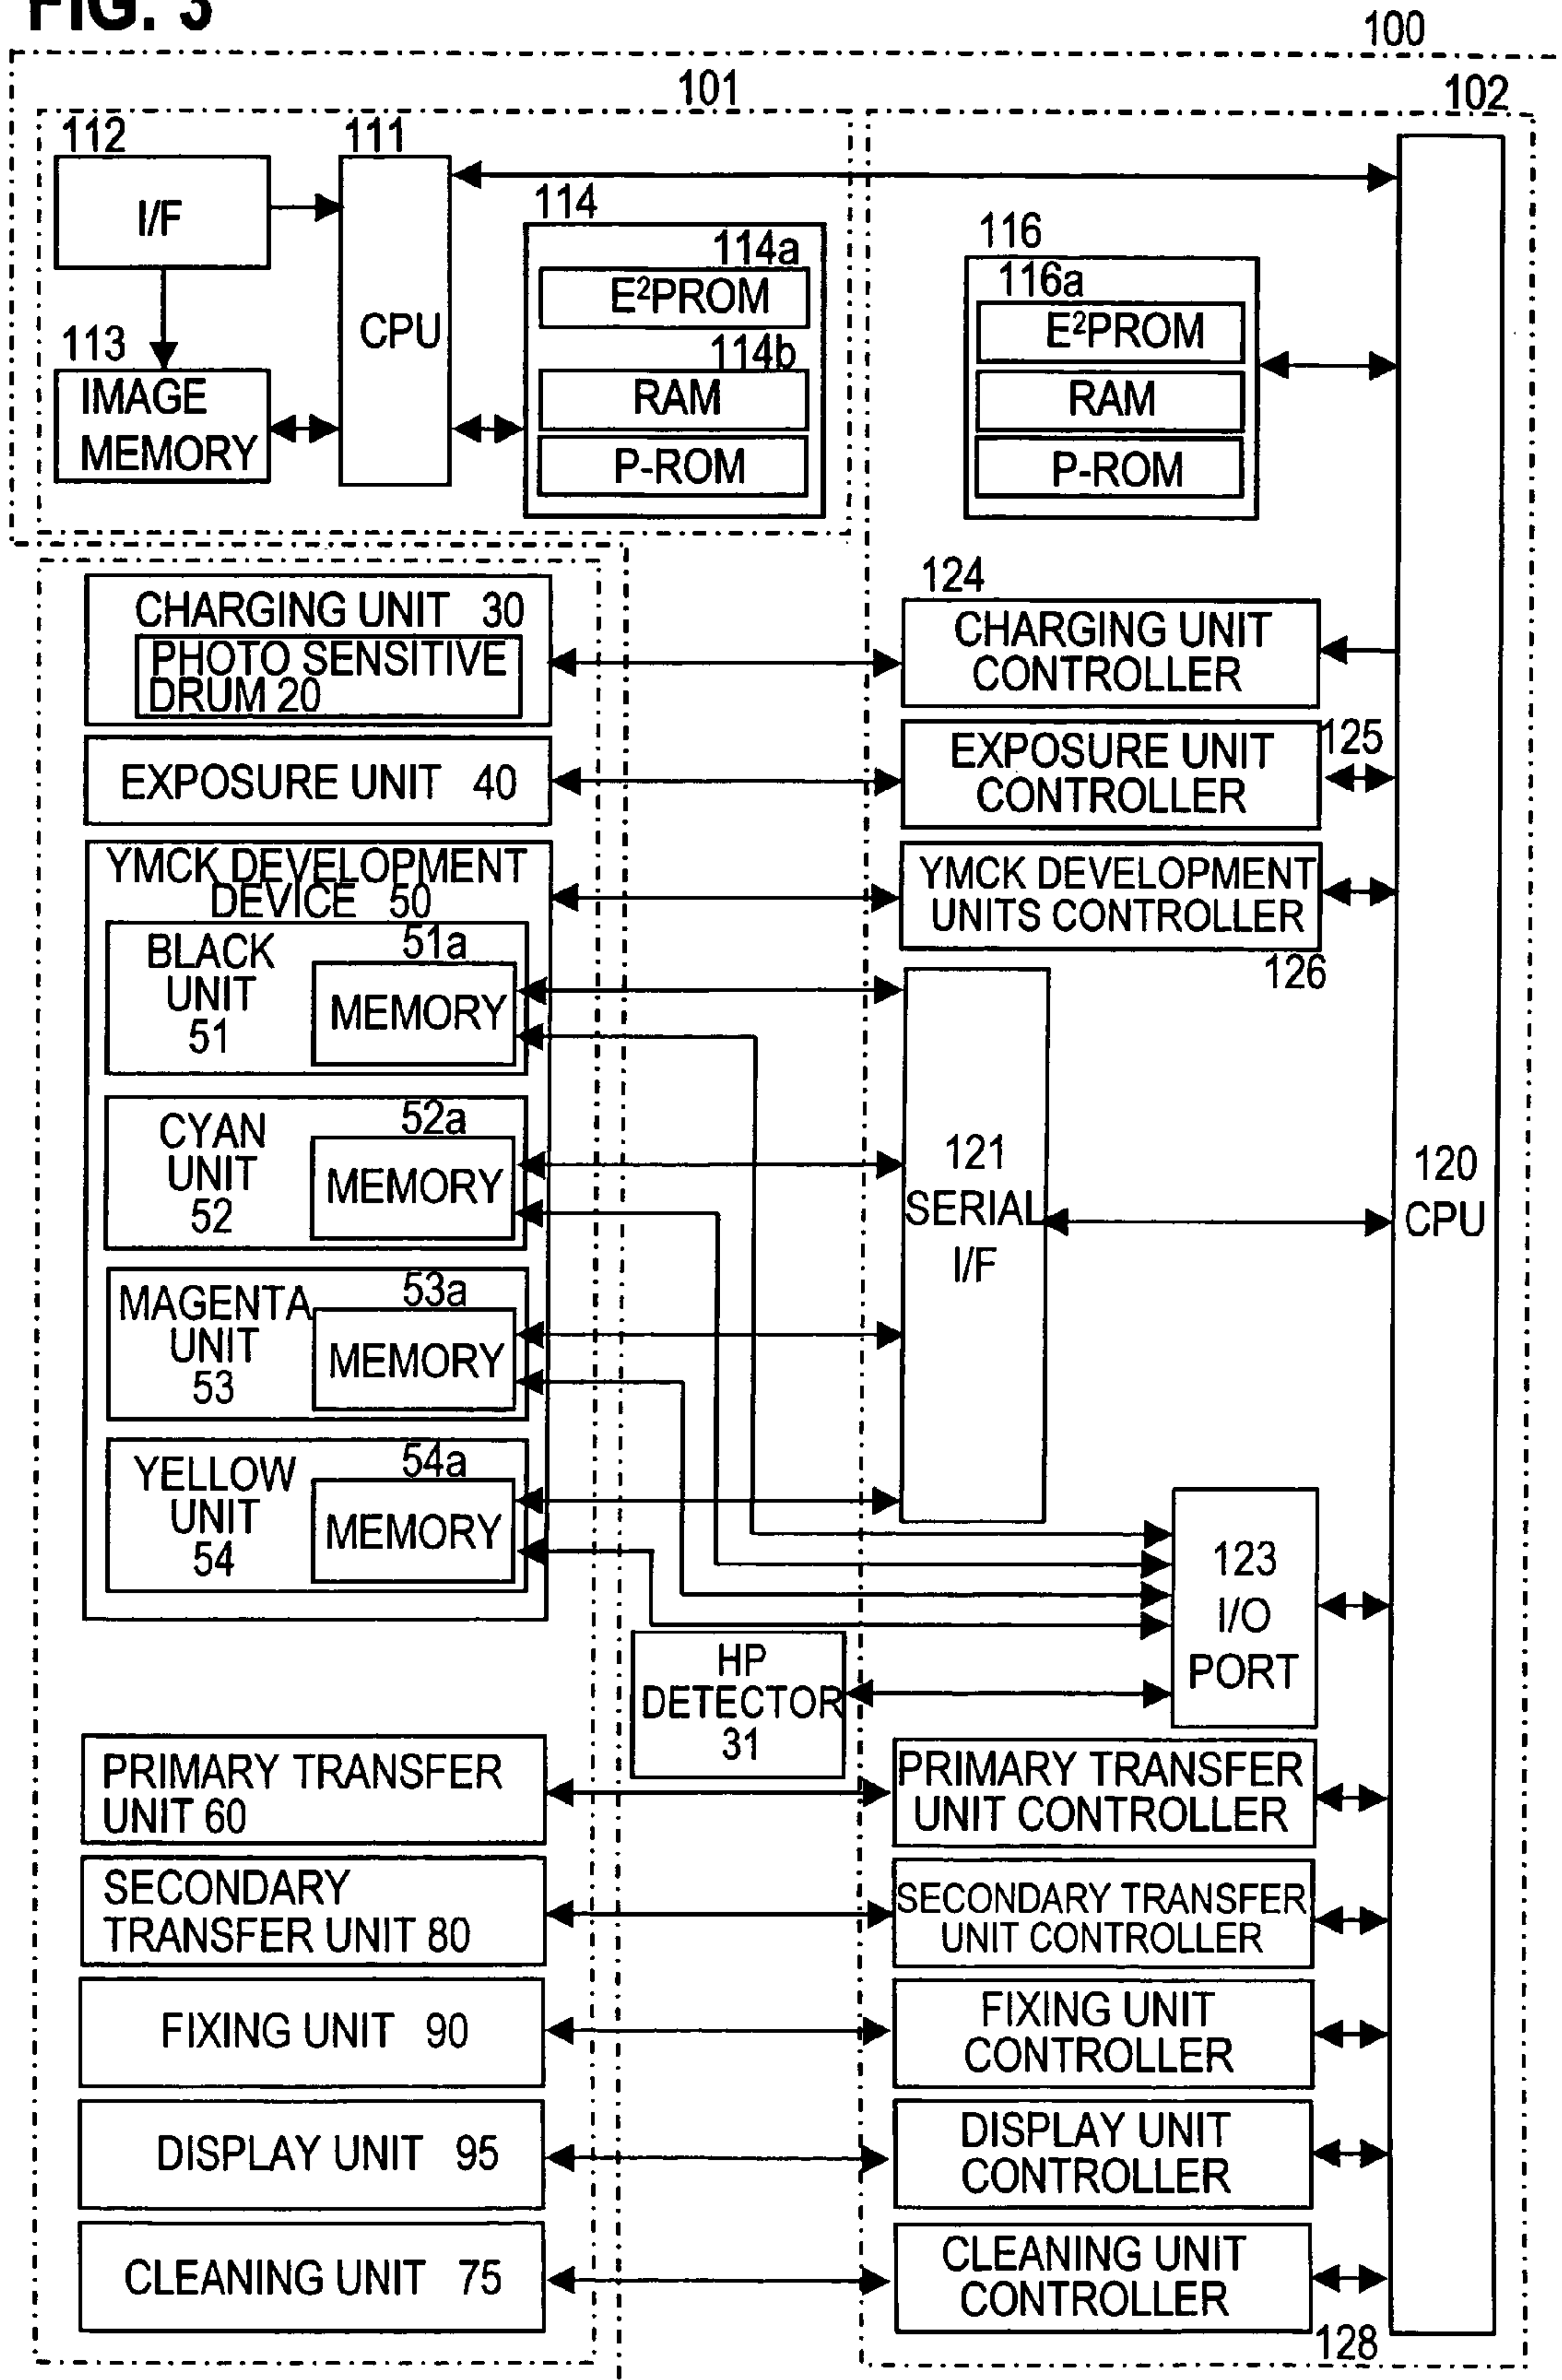 FIG. 3
100
101
102
112
111
I/F
CPU
114
114a
E²PROM
114b
RAM
P-ROM
113
IMAGE
MEMORY
116
116a
E²PROM
RAM
P-ROM
CHARGING UNIT 30
PHOTO SENSITIVE
DRUM 20
124
CHARGING UNIT
CONTROLLER
EXPOSURE UNIT 40
EXPOSURE UNIT
CONTROLLER
125
YMCK DEVELOPMENT
DEVICE 50
YMCK DEVELOPMENT
UNITS CONTROLLER
126
BLACK
UNIT
51
51a
MEMORY
CYAN
UNIT
52
52a
MEMORY
121
SERIAL
I/F
120
CPU
MAGENTA
UNIT
53
53a
MEMORY
YELLOW
UNIT
54
54a
MEMORY
123
I/O
PORT
HP
DETECTOR
31
PRIMARY TRANSFER
UNIT 60
PRIMARY TRANSFER
UNIT CONTROLLER
SECONDARY
TRANSFER UNIT 80
SECONDARY TRANSFER
UNIT CONTROLLER
FIXING UNIT 90
FIXING UNIT
CONTROLLER
DISPLAY UNIT 95
DISPLAY UNIT
CONTROLLER
CLEANING UNIT 75
CLEANING UNIT
CONTROLLER
128